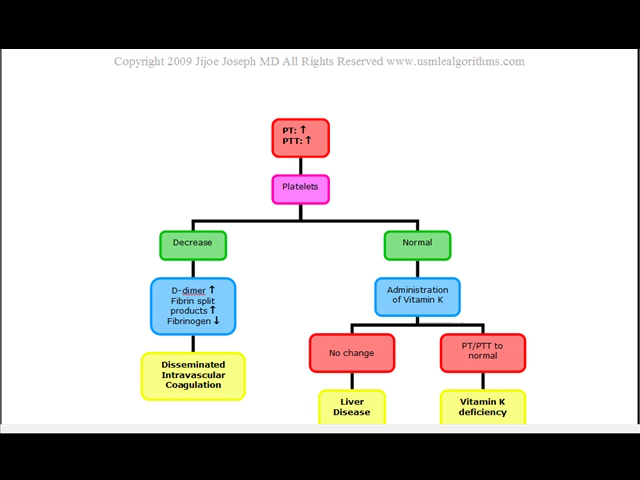 Copyright 2009 Jijoe Joseph MD All Rights Reserved www.usmlealgorithms.com
PT: ↑
PTT: ↑
Platelets
Decrease
Normal
D-dimer ↑
Fibrin split
products ↑
Fibrinogen ↓
Administration
of Vitamin K
No change
PT/PTT to
normal
Disseminated
Intravascular
Coagulation
Liver
Disease
Vitamin K
deficiency